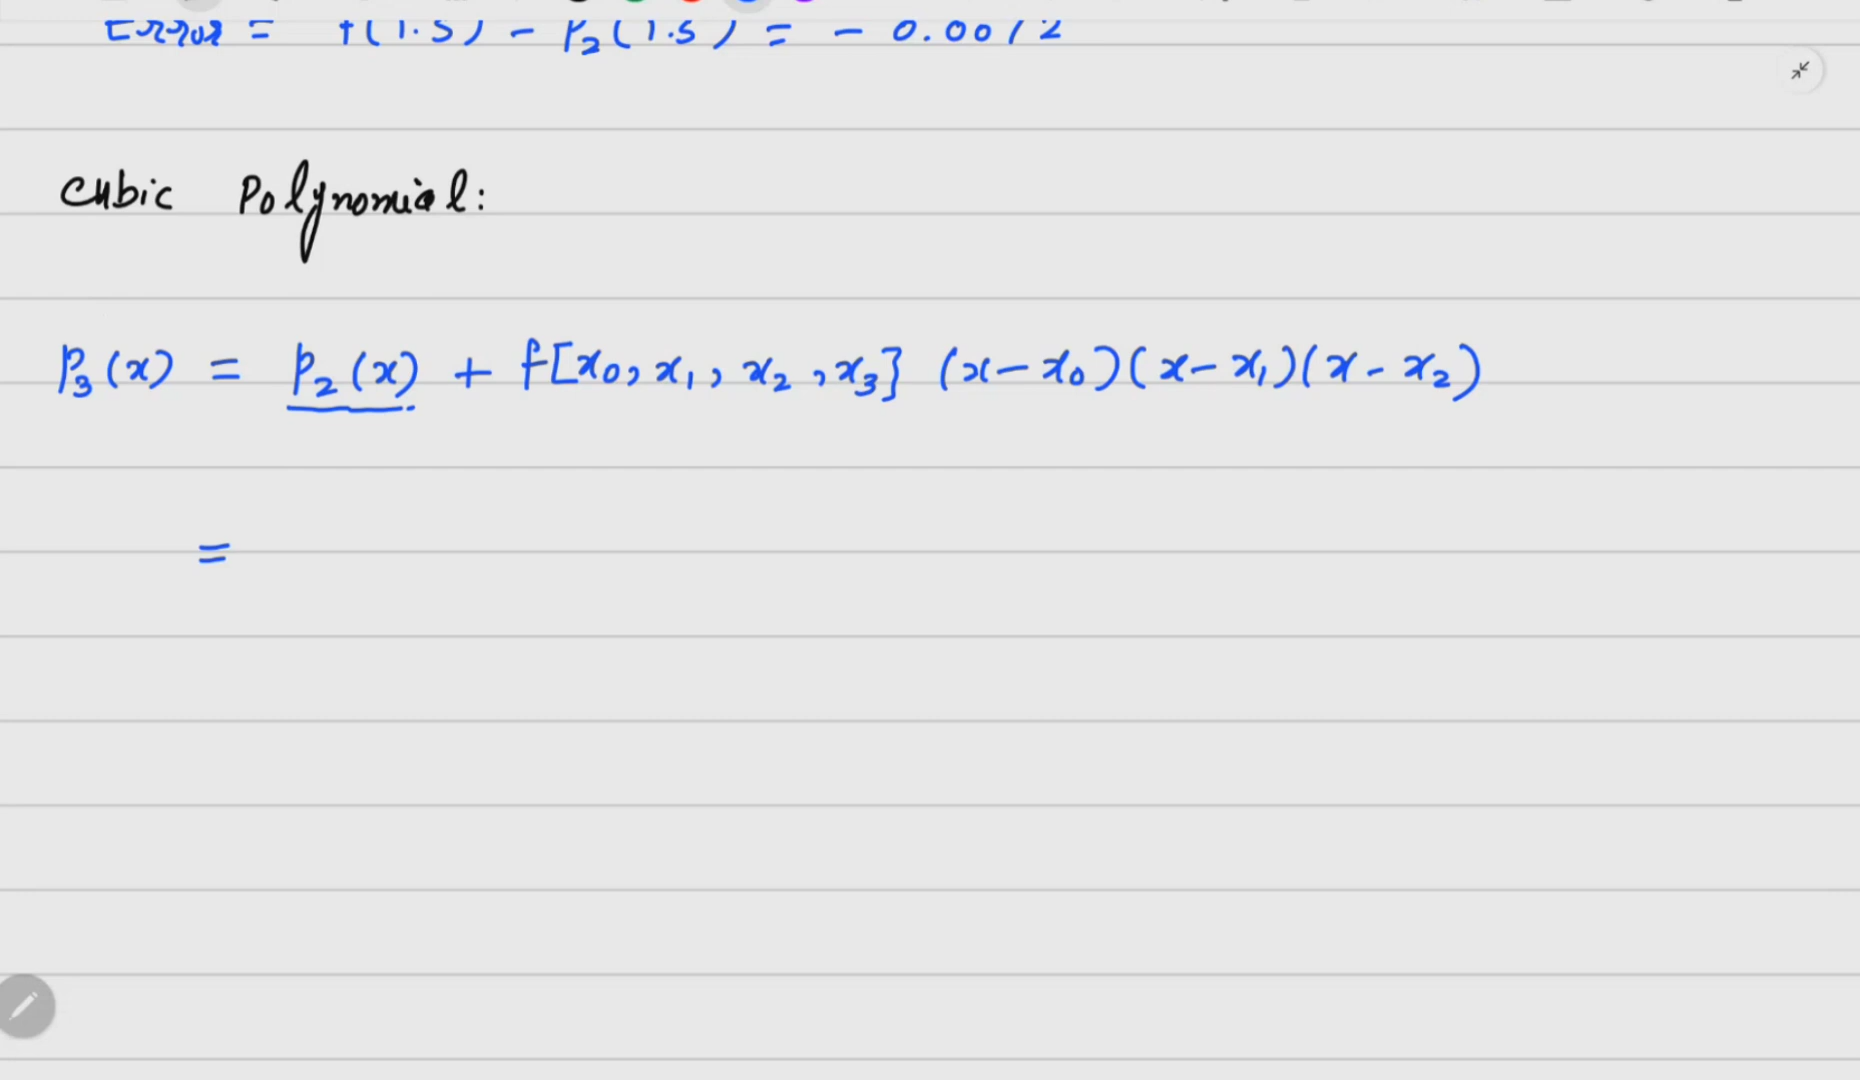 Error = f(1.5) - P₂(1.5) = - 0.0012
Cubic Polynomial:
P₃(x) = P₂(x) + f[x₀, x₁, x₂, x₃] (x-x₀)(x-x₁)(x-x₂)
=